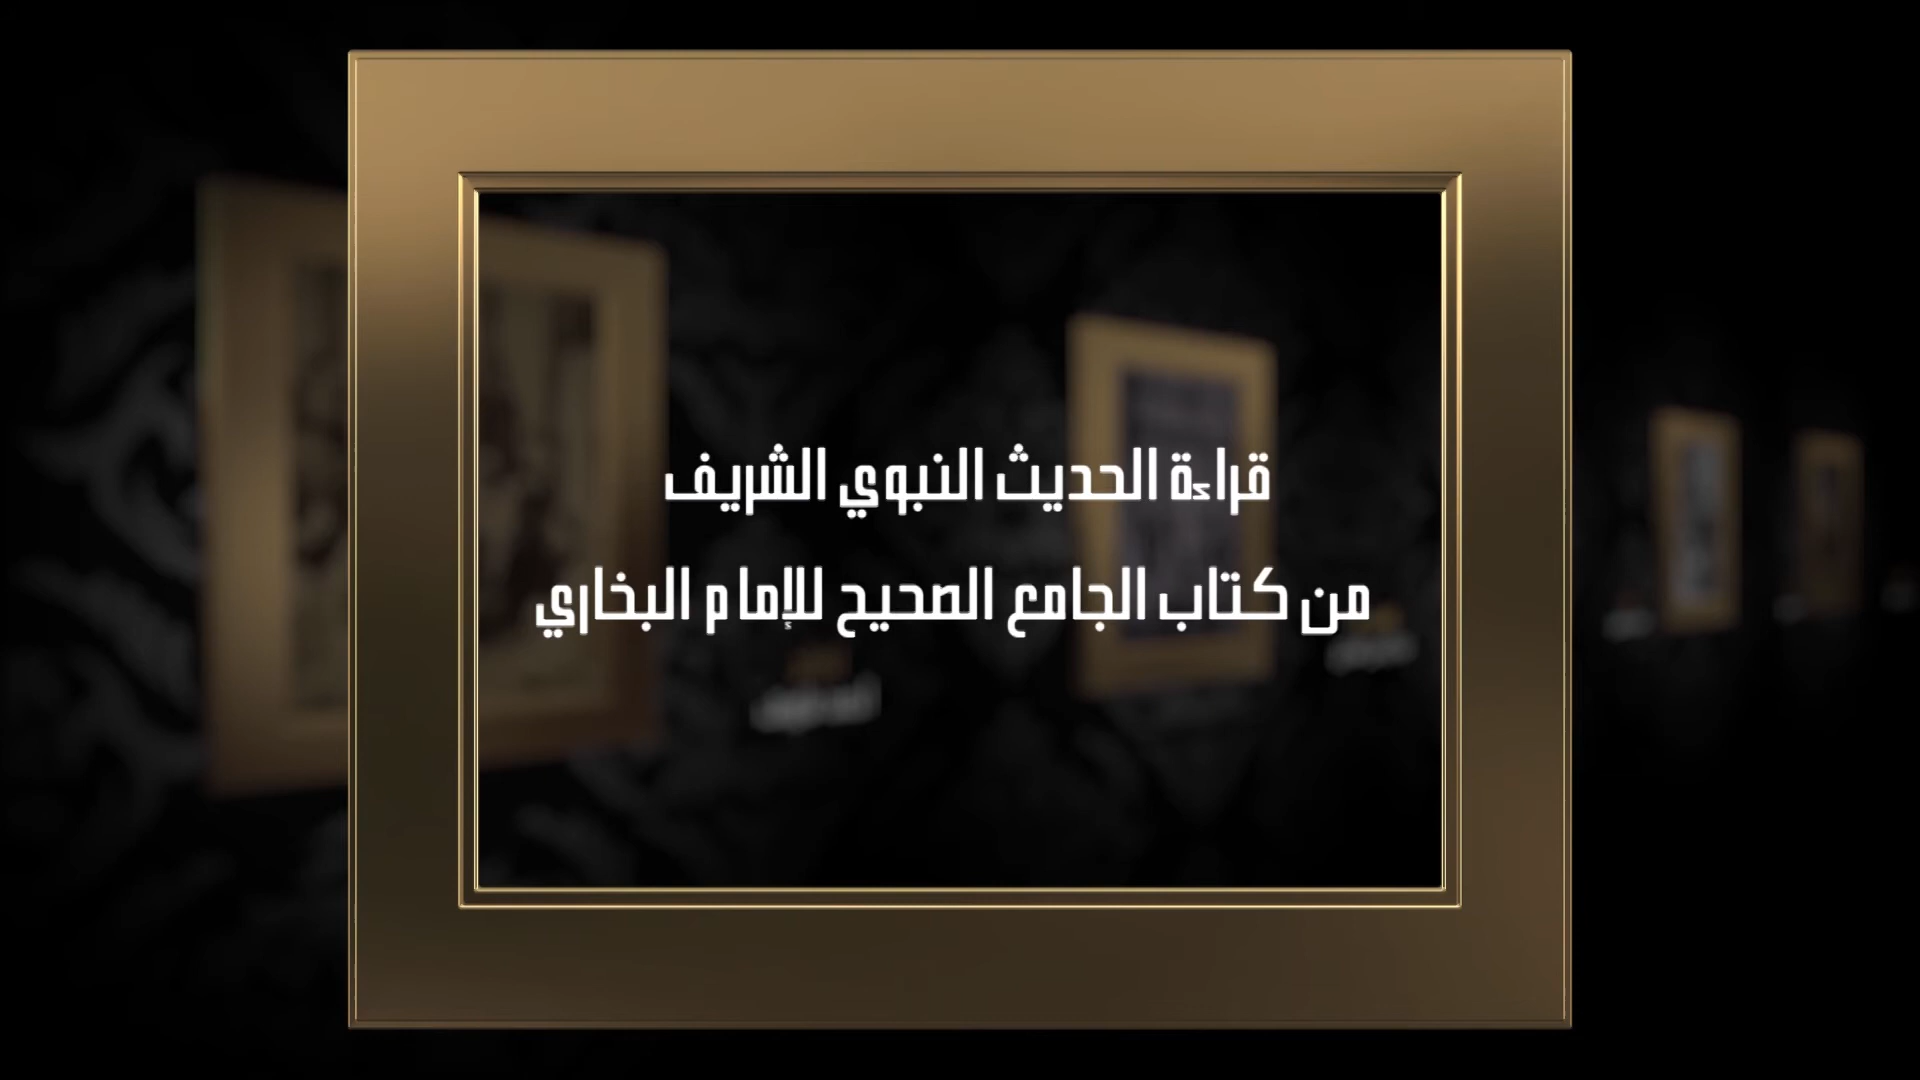 قراءة الحديث النبوي الشريف
من كتاب الجامع الصحيح للإمام البخاري